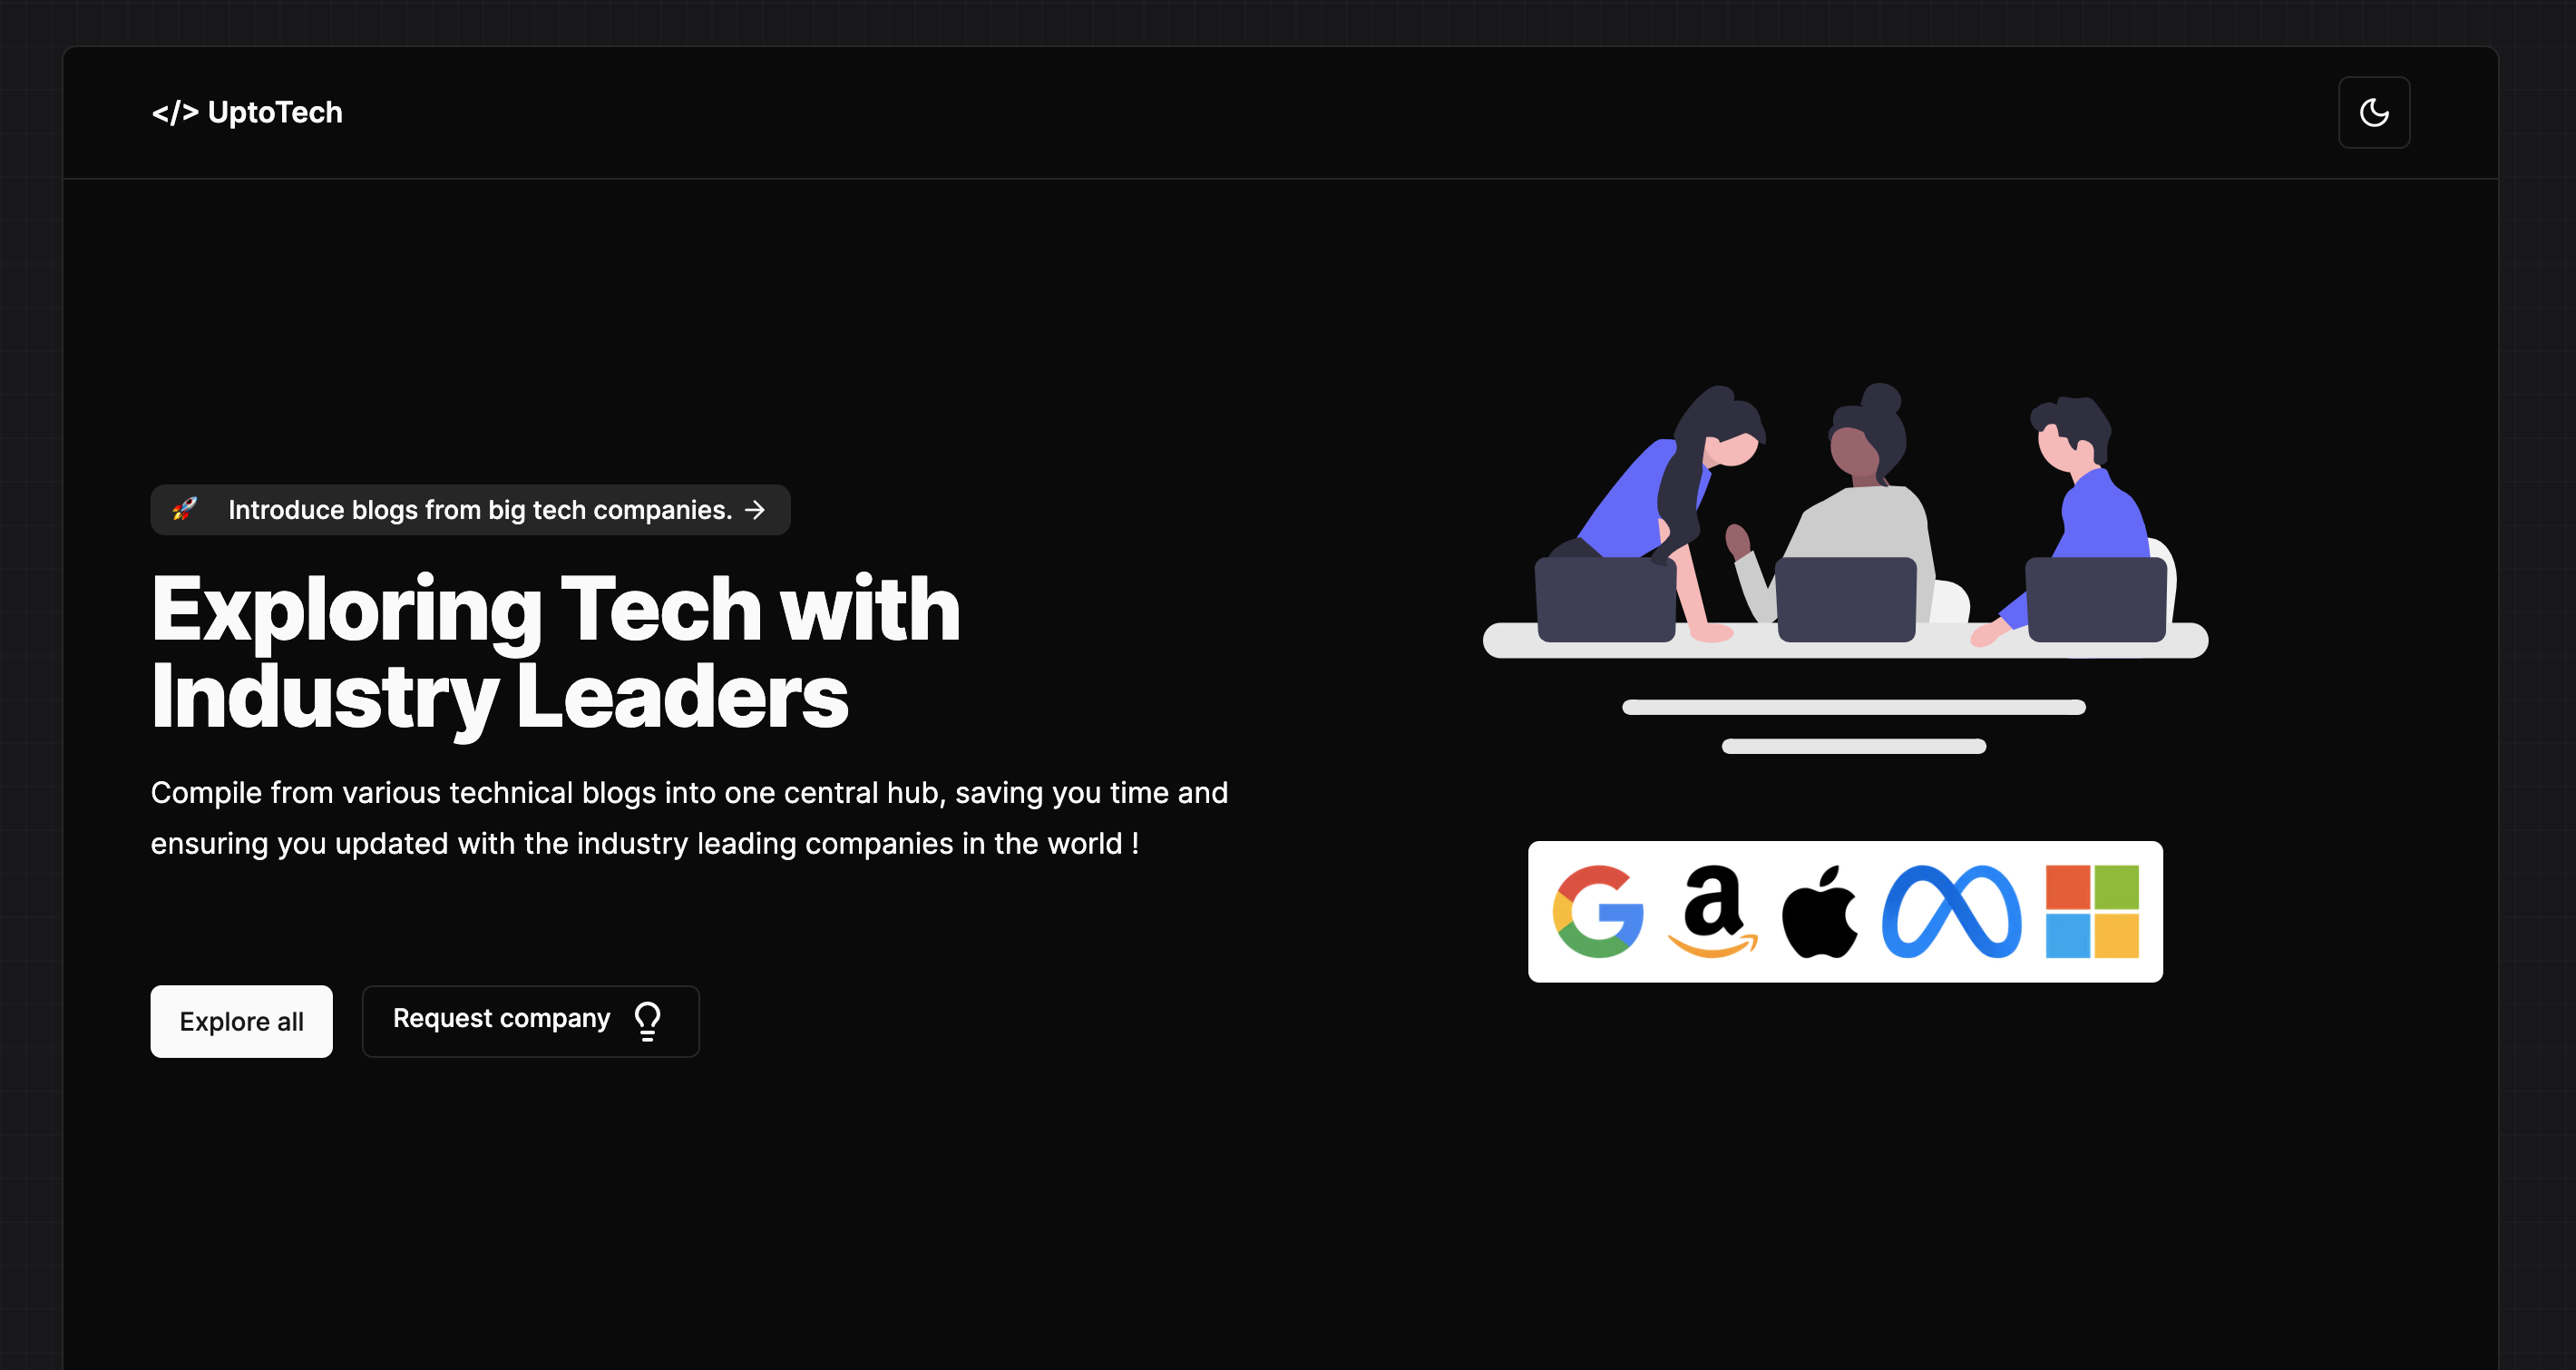 </> UptoTech
🚀 Introduce blogs from big tech companies. →
Exploring Tech with
Industry Leaders
Compile from various technical blogs into one central hub, saving you time and
ensuring you updated with the industry leading companies in the world !
Explore all
Request company